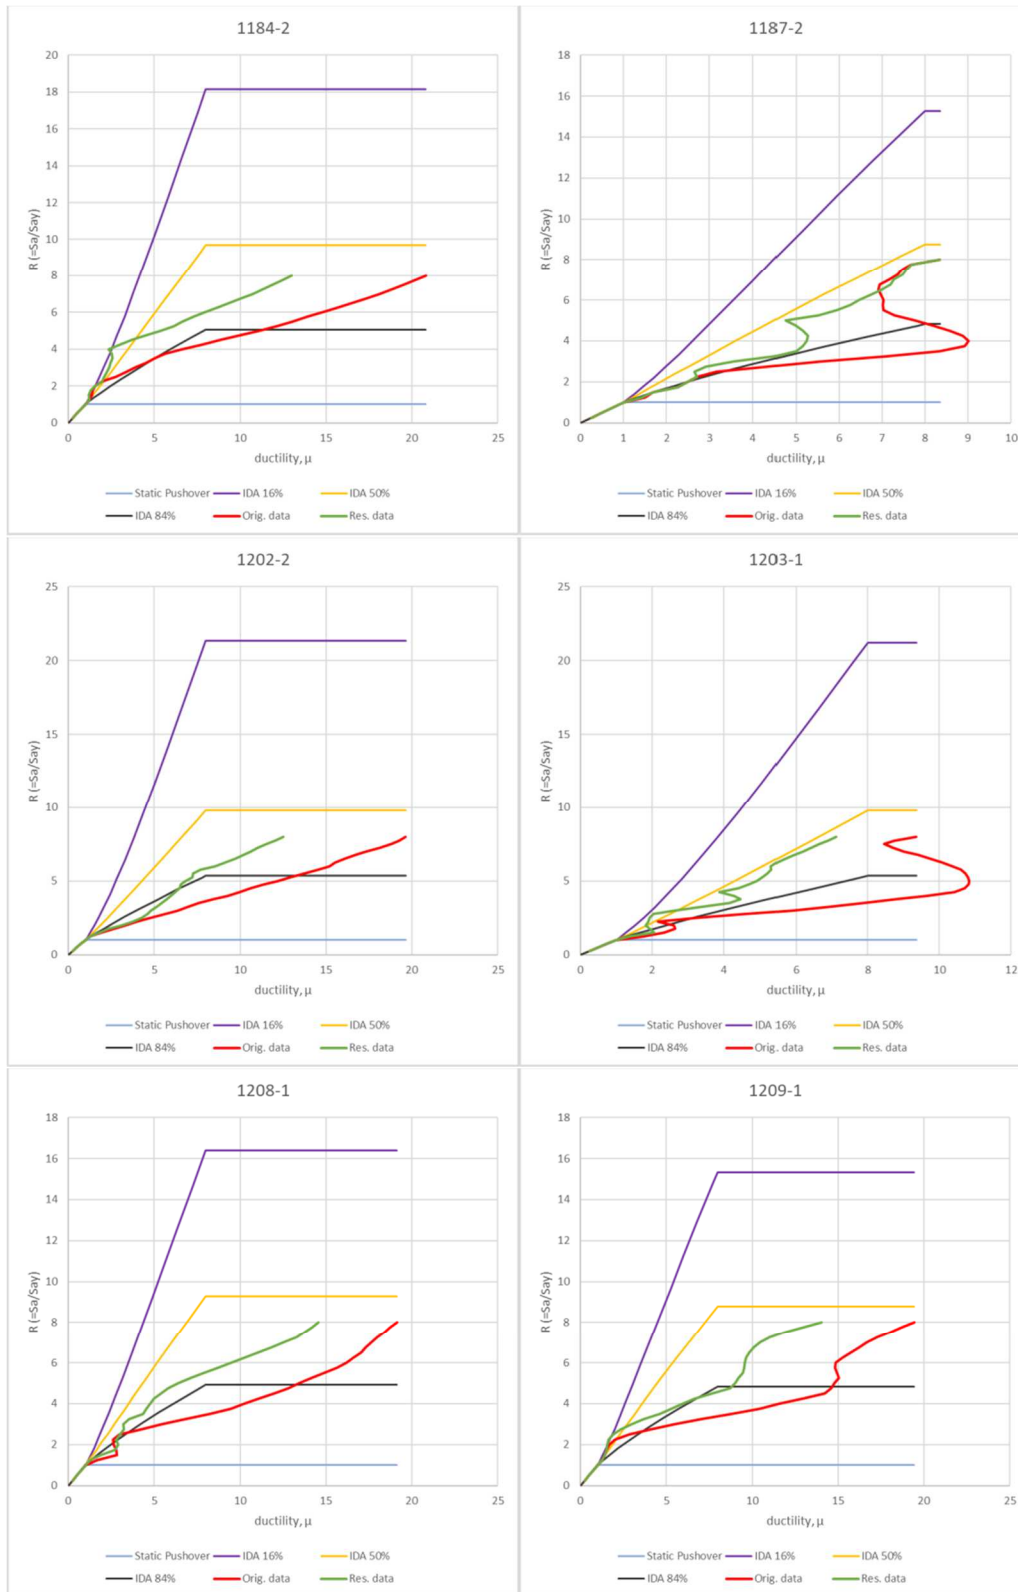 1184-2
20
18
16
14
12
10
8
6
4
2
0
R (=Sa/Say)
0 5 10 15 20 25
ductility, μ
Static Pushover IDA 16% IDA 50%
IDA 84% Orig. data Res. data
1187-2
18
16
14
12
10
8
6
4
2
0
R (=Sa/Say)
0 1 2 3 4 5 6 7 8 9 10
ductility, μ
Static Pushover IDA 16% IDA 50%
IDA 84% Orig. data Res. data
1202-2
25
20
15
10
5
0
R (=Sa/Say)
0 5 10 15 20 25
ductility, μ
Static Pushover IDA 16% IDA 50%
IDA 84% Orig. data Res. data
1203-1
25
20
15
10
5
0
R (=Sa/Say)
0 2 4 6 8 10 12
ductility, μ
Static Pushover IDA 16% IDA 50%
IDA 84% Orig. data Res. data
1208-1
18
16
14
12
10
8
6
4
2
0
R (=Sa/Say)
0 5 10 15 20 25
ductility, μ
Static Pushover IDA 16% IDA 50%
IDA 84% Orig. data Res. data
1209-1
18
16
14
12
10
8
6
4
2
0
R (=Sa/Say)
0 5 10 15 20 25
ductility, μ
Static Pushover IDA 16% IDA 50%
IDA 84% Orig. data Res. data